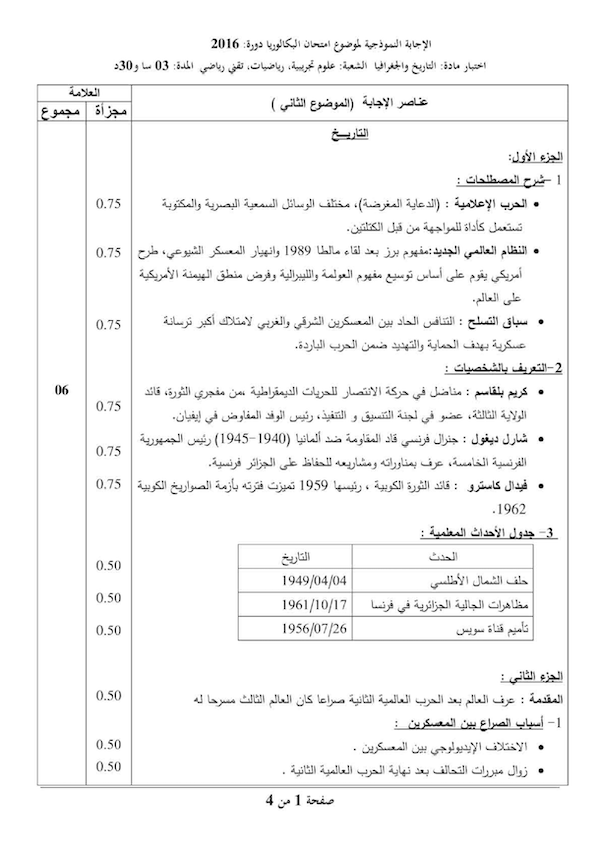 الإجابة النموذجية لموضوع امتحان البكالوريا دورة: 2016
اختبار مادة: التاريخ والجغرافيا الشعبة: علوم تجريبية، رياضيات، تقني رياضي المدة: 03 سا و30د
عناصر الإجابة (الموضوع الثاني )
العلامة
مجزأة
مجموع
التاريــخ
الجزء الأول:
1 –شرح المصطلحات :
• الحرب الإعلامية : (الدعاية المغرضة)، مختلف الوسائل السمعية البصرية والمكتوبة
0.75
تستعمل كأداة للمواجهة من قبل الكتلتين.
• النظام العالمي الجديد:مفهوم برز بعد لقاء مالطا 1989 وانهيار المعسكر الشيوعي، طرح
0.75
أمريكي يقوم على أساس توسيع مفهوم العولمة والليبرالية وفرض منطق الهيمنة الأمريكية
على العالم.
• سباق التسلح : التنافس الحاد بين المعسكرين الشرقي والغربي لامتلاك أكبر ترسانة
0.75
عسكرية بهدف الحماية والتهديد ضمن الحرب الباردة.
2-التعريف بالشخصيات :
• كريم بلقاسم : مناضل في حركة الانتصار للحريات الديمقراطية ،من مفجري الثورة، قائد
06
0.75
الولاية الثالثة، عضو في لجنة التنسيق و التنفيذ، رئيس الوفد المفاوض في إيفيان.
• شارل ديغول : جنرال فرنسي قاد المقاومة ضد ألمانيا (1940-1945) رئيس الجمهورية
0.75
الفرنسية الخامسة، عرف بمناوراته ومشاريعه للحفاظ على الجزائر فرنسية.
• فيدال كاسترو : قائد الثورة الكوبية ، رئيسها 1959 تميزت فترته بأزمة الصواريخ الكوبية
0.75
1962.
3- جدول الأحداث المعلمية :
الحدث التاريخ
حلف الشمال الأطلسي 1949/04/04
0.50
مظاهرات الجالية الجزائرية في فرنسا 1961/10/17
0.50
تأميم قناة سويس 1956/07/26
0.50
الجزء الثاني :
المقدمة : عرف العالم بعد الحرب العالمية الثانية صراعا كان العالم الثالث مسرحا له
0.50
1- أسباب الصراع بين المعسكرين :
• الاختلاف الإيديولوجي بين المعسكرين .
0.50
• زوال مبررات التحالف بعد نهاية الحرب العالمية الثانية .
0.50
صفحة 1 من 4